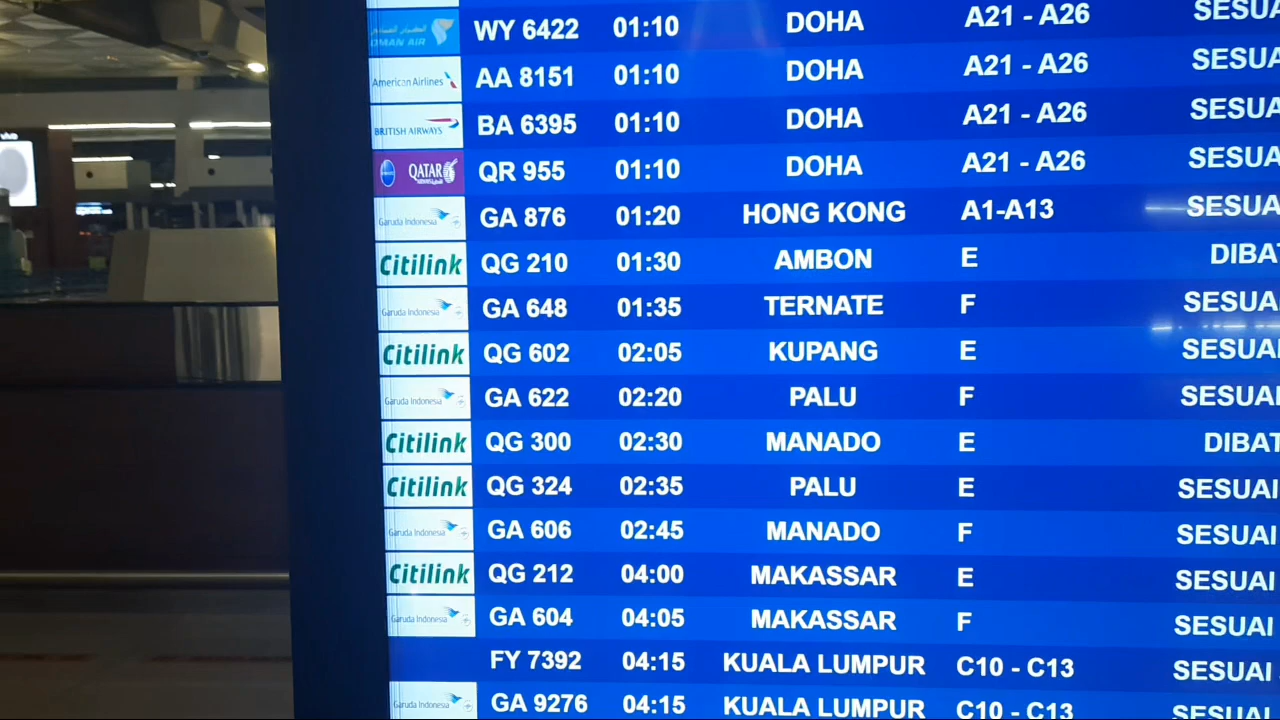 OMAN AIR WY 6422 01:10 DOHA A21 - A26 SESUA
American Airlines AA 8151 01:10 DOHA A21 - A26 SESUA
BRITISH AIRWAYS BA 6395 01:10 DOHA A21 - A26 SESUA
QATAR QR 955 01:10 DOHA A21 - A26 SESUA
Garuda Indonesia GA 876 01:20 HONG KONG A1-A13 SESUA
Citilink QG 210 01:30 AMBON E DIBAT
Garuda Indonesia GA 648 01:35 TERNATE F SESUAI
Citilink QG 602 02:05 KUPANG E SESUAI
Garuda Indonesia GA 622 02:20 PALU F SESUAI
Citilink QG 300 02:30 MANADO E DIBAT
Citilink QG 324 02:35 PALU E SESUAI
Garuda Indonesia GA 606 02:45 MANADO F SESUAI
Citilink QG 212 04:00 MAKASSAR E SESUAI
Garuda Indonesia GA 604 04:05 MAKASSAR F SESUAI
FY 7392 04:15 KUALA LUMPUR C10 - C13 SESUAI
Garuda Indonesia GA 9276 04:15 KUALA LUMPUR C10 - C13 SESUAI